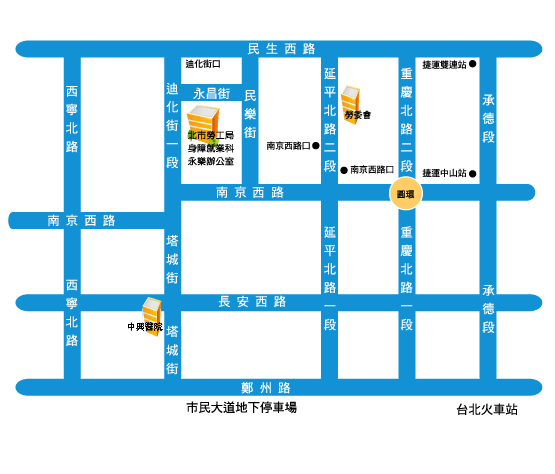 民生西路
迪化街口
捷運雙連站
西寧北路
迪化街一段
永昌街
民樂街
延平北路二段
勞委會
重慶北路二段
承德段
北市勞工局
身障就業科
永樂辦公室
南京西路口
南京西路口
捷運中山站
南京西路
圓環
南京西路
塔城街
延平北路一段
重慶北路一段
西寧北路
長安西路
承德段
中興醫院
塔城街
鄭州路
市民大道地下停車場
台北火車站